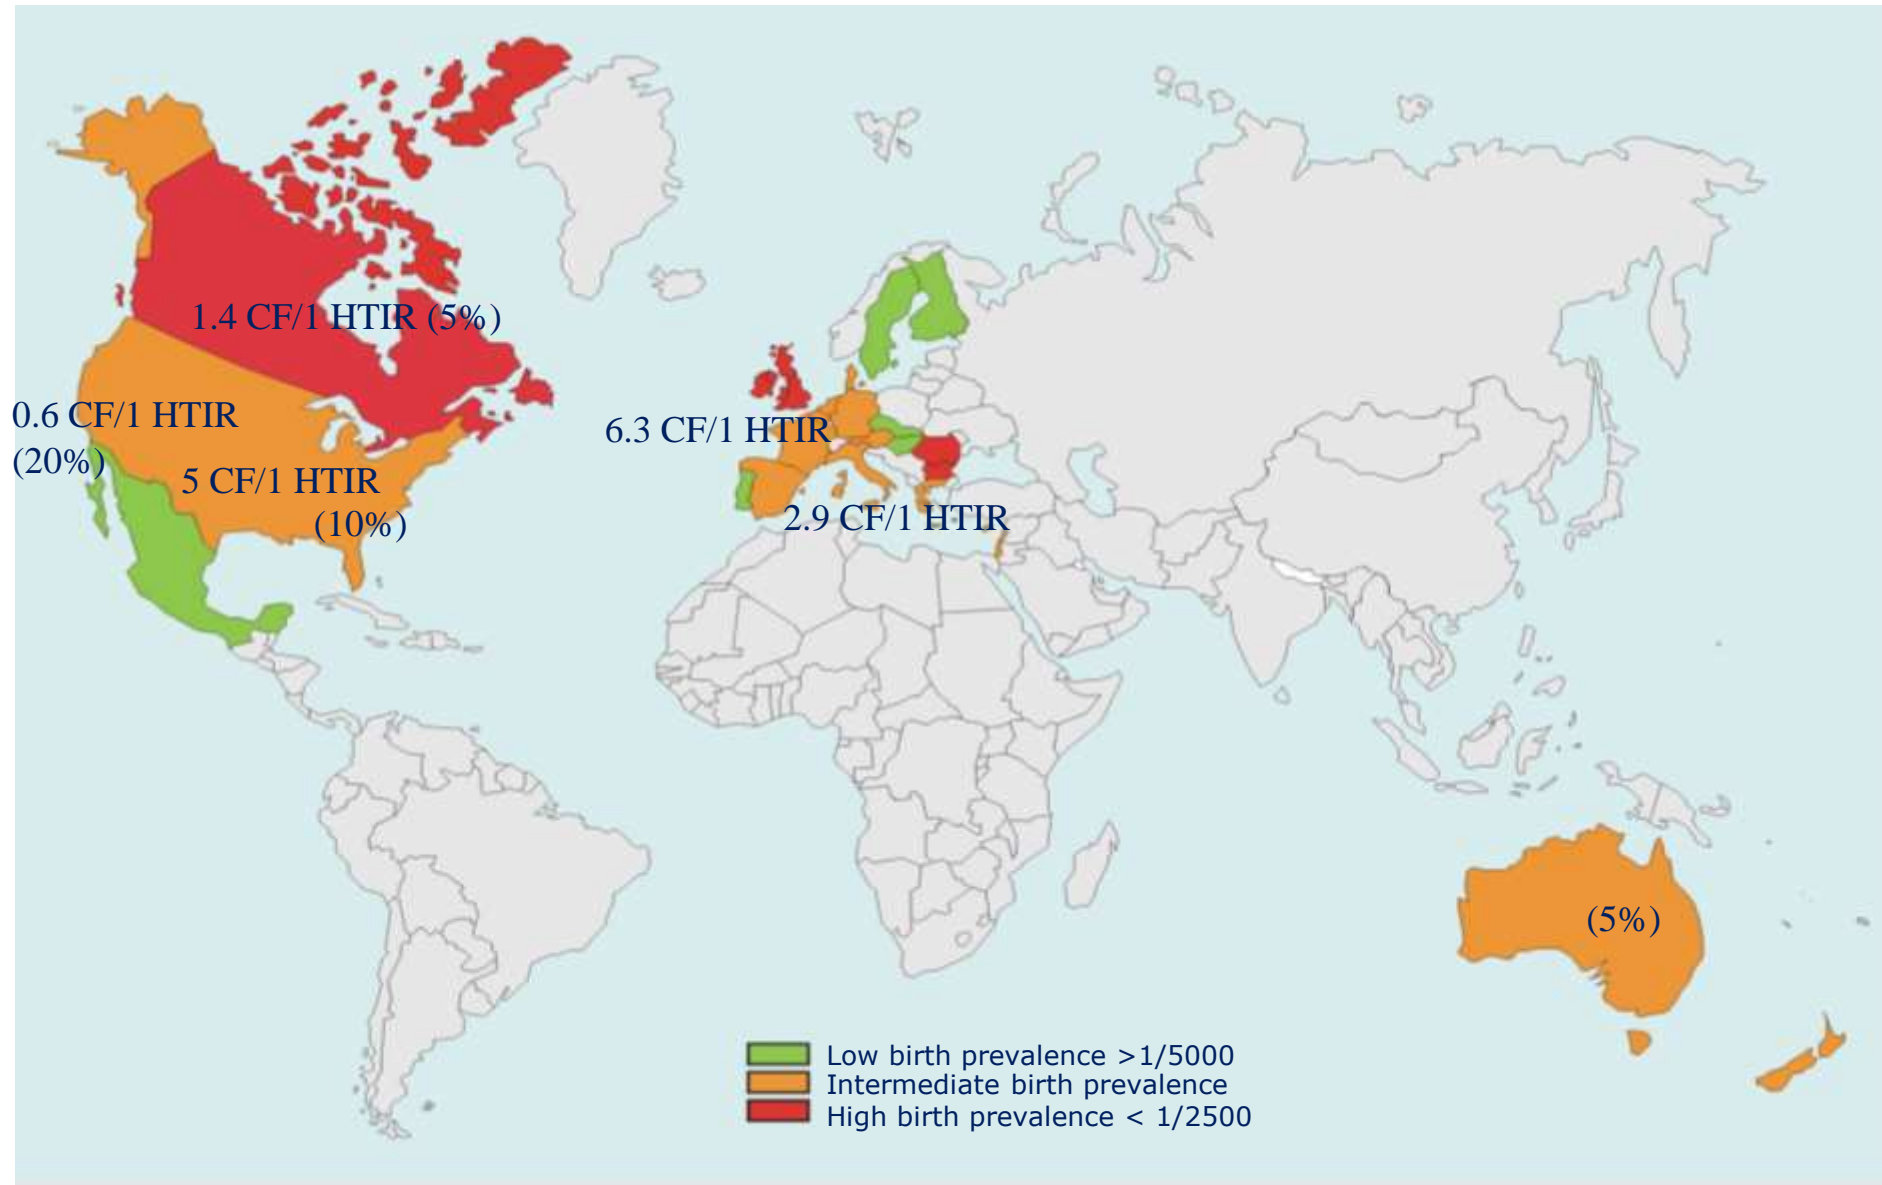 1.4 CF/1 HTIR (5%)
0.6 CF/1 HTIR
(20%)
5 CF/1 HTIR
(10%)
6.3 CF/1 HTIR
2.9 CF/1 HTIR
(5%)
Low birth prevalence >1/5000
Intermediate birth prevalence
High birth prevalence < 1/2500